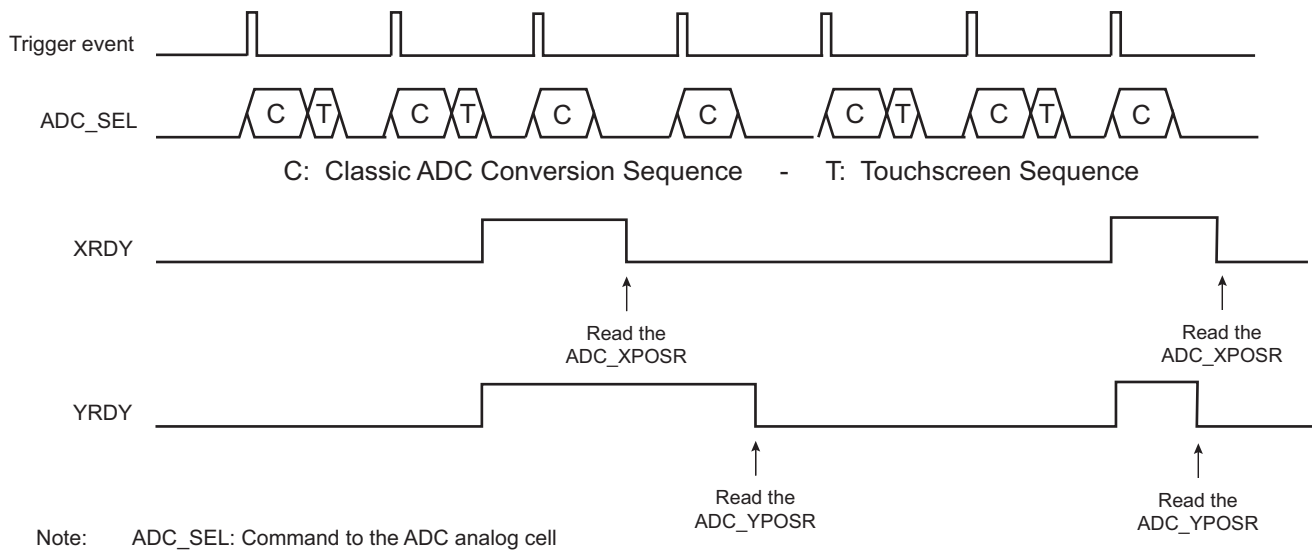 Trigger event
ADC_SEL
C T C T C C C T C T C
C: Classic ADC Conversion Sequence - T: Touchscreen Sequence
XRDY
Read the
ADC_XPOSR
Read the
ADC_XPOSR
YRDY
Read the
ADC_YPOSR
Read the
ADC_YPOSR
Note: ADC_SEL: Command to the ADC analog cell